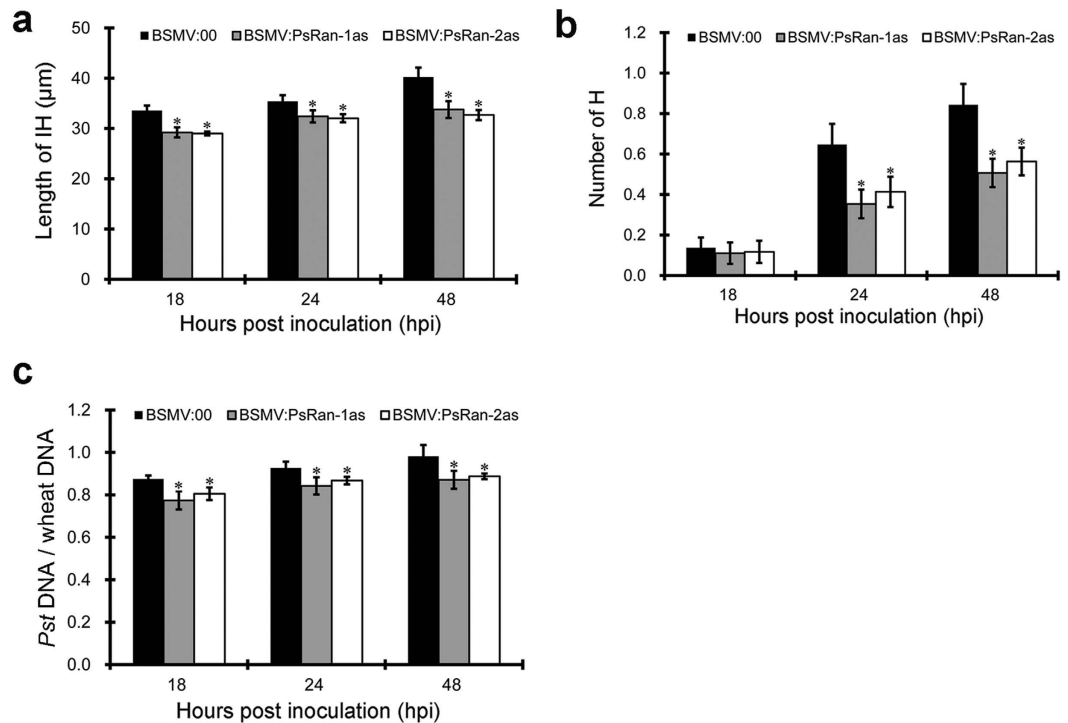 a
50
40
30
20
10
0
Length of IH (µm)
BSMV:00 BSMV:PsRan-1as BSMV:PsRan-2as
* * * * * *
18 24 48
Hours post inoculation (hpi)
b
1.2
1.0
0.8
0.6
0.4
0.2
0.0
Number of H
BSMV:00 BSMV:PsRan-1as BSMV:PsRan-2as
* * * *
18 24 48
Hours post inoculation (hpi)
c
1.2
1.0
0.8
0.6
0.4
0.2
0.0
Pst DNA / wheat DNA
BSMV:00 BSMV:PsRan-1as BSMV:PsRan-2as
* * * * * *
18 24 48
Hours post inoculation (hpi)